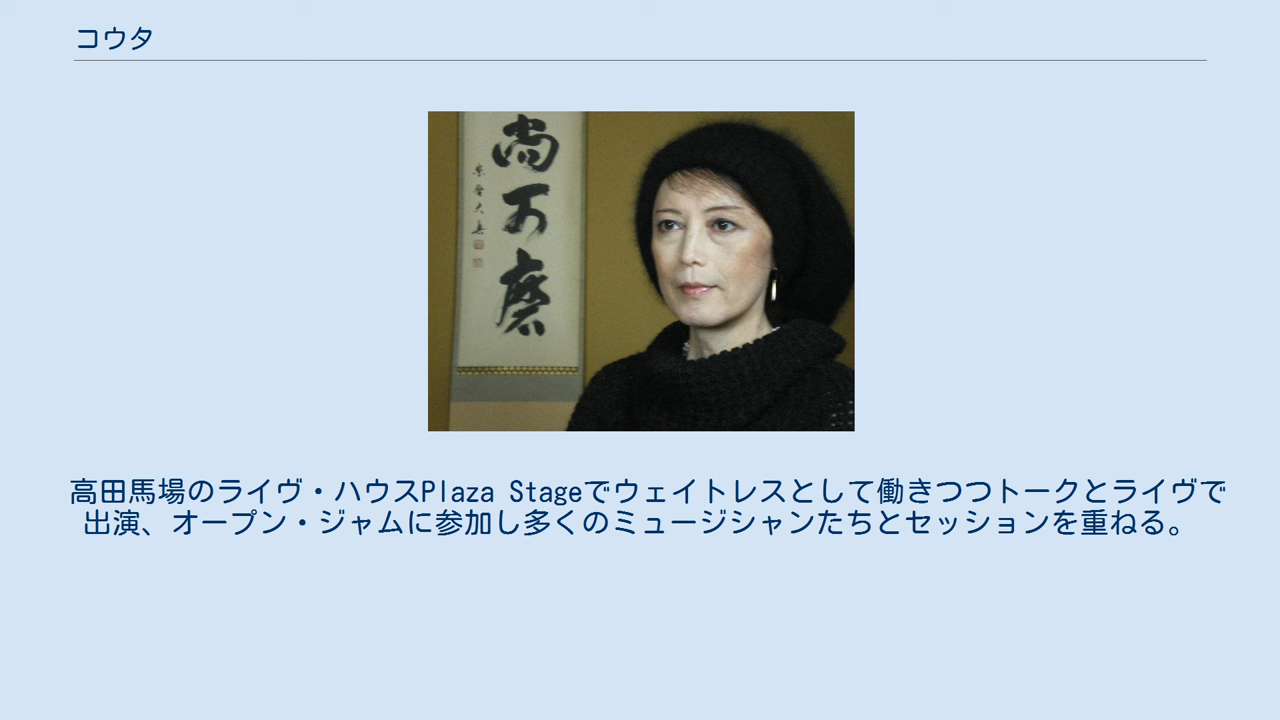 コウタ
尚
万
磨
高田馬場のライヴ・ハウスPlaza Stageでウェイトレスとして働きつつトークとライヴで
出演、オープン・ジャムに参加し多くのミュージシャンたちとセッションを重ねる。